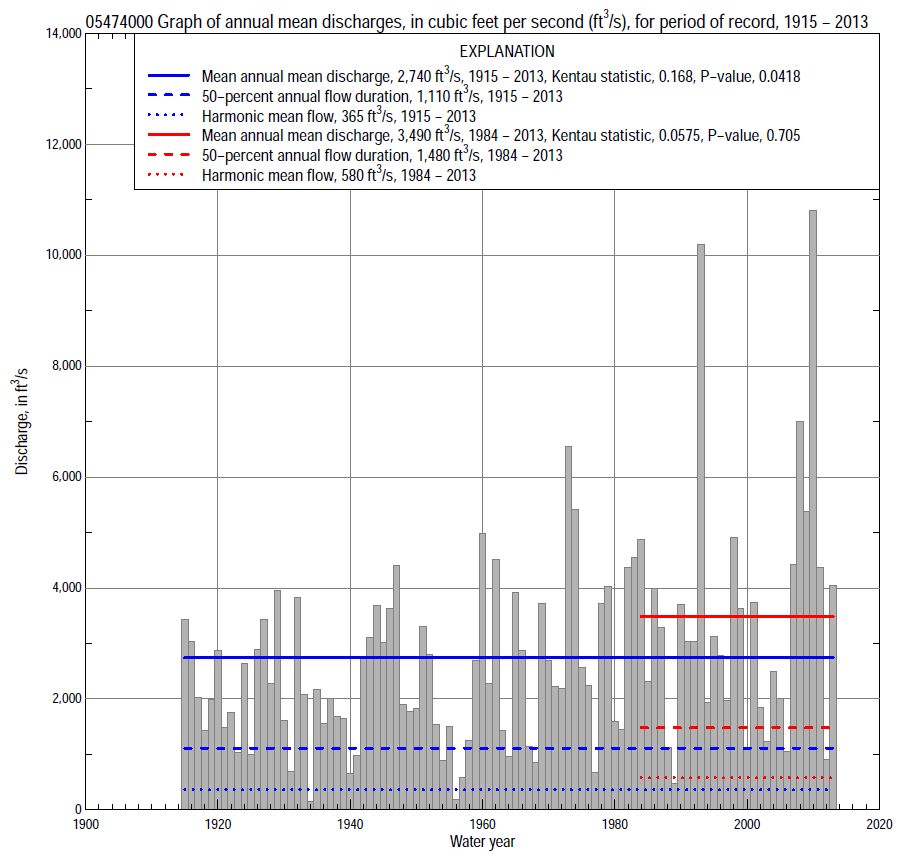 05474000 Graph of annual mean discharges, in cubic feet per second (ft³/s), for period of record, 1915 – 2013
14,000
EXPLANATION
Mean annual mean discharge, 2,740 ft³/s, 1915 – 2013, Kentau statistic, 0.168, P–value, 0.0418
50–percent annual flow duration, 1,110 ft³/s, 1915 – 2013
Harmonic mean flow, 365 ft³/s, 1915 – 2013
Mean annual mean discharge, 3,490 ft³/s, 1984 – 2013, Kentau statistic, 0.0575, P–value, 0.705
50–percent annual flow duration, 1,480 ft³/s, 1984 – 2013
Harmonic mean flow, 580 ft³/s, 1984 – 2013
12,000
10,000
8,000
6,000
4,000
2,000
0
Discharge, in ft³/s
1900 1920 1940 1960 1980 2000 2020
Water year